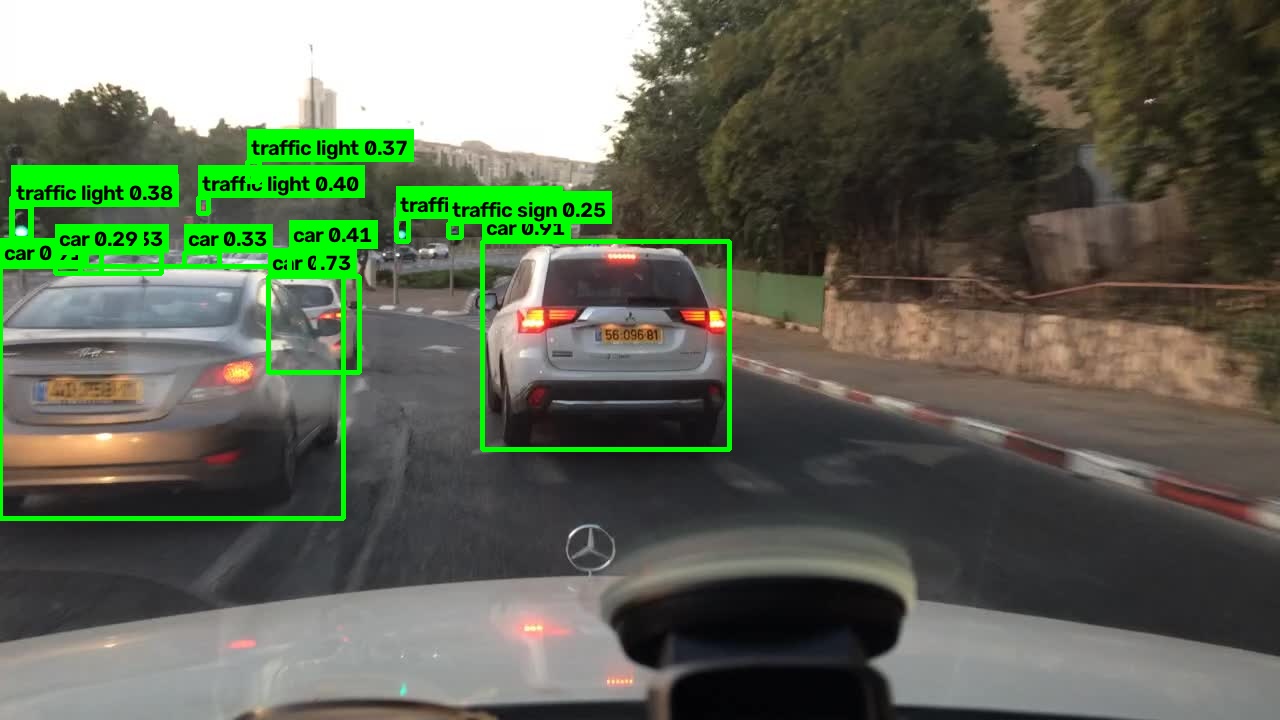 traffic light 0.37
traffic light 0.38
traffic light 0.40
traffic sign 0.25
car 0.29
car 0.33
car 0.41
car 0.91
car 0.73
56-096-81